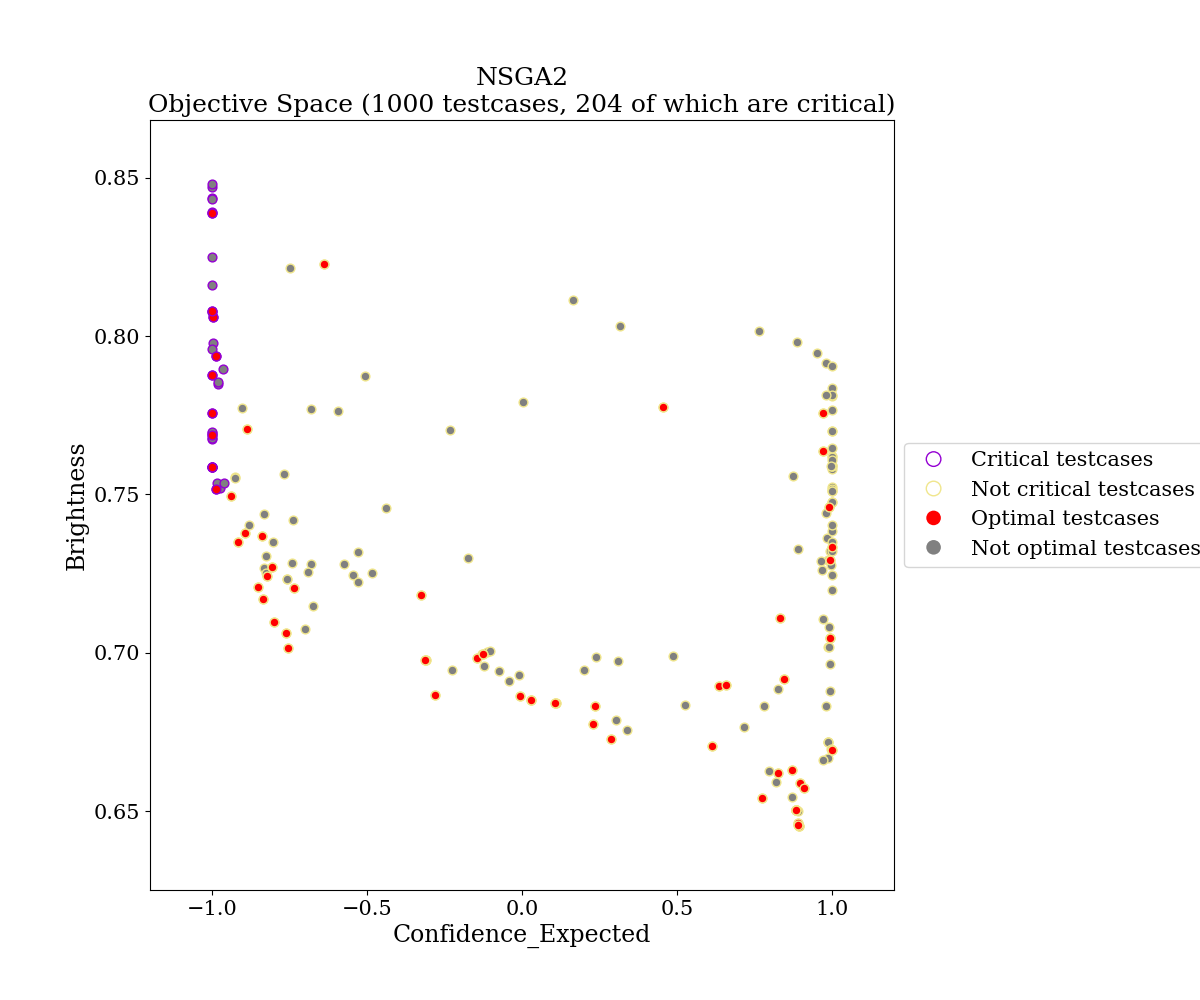 NSGA2
Objective Space (1000 testcases, 204 of which are critical)
0.85
0.80
0.75
0.70
0.65
Brightness
−1.0
−0.5
0.0
0.5
1.0
Confidence_Expected
Critical testcases
Not critical testcases
Optimal testcases
Not optimal testcases